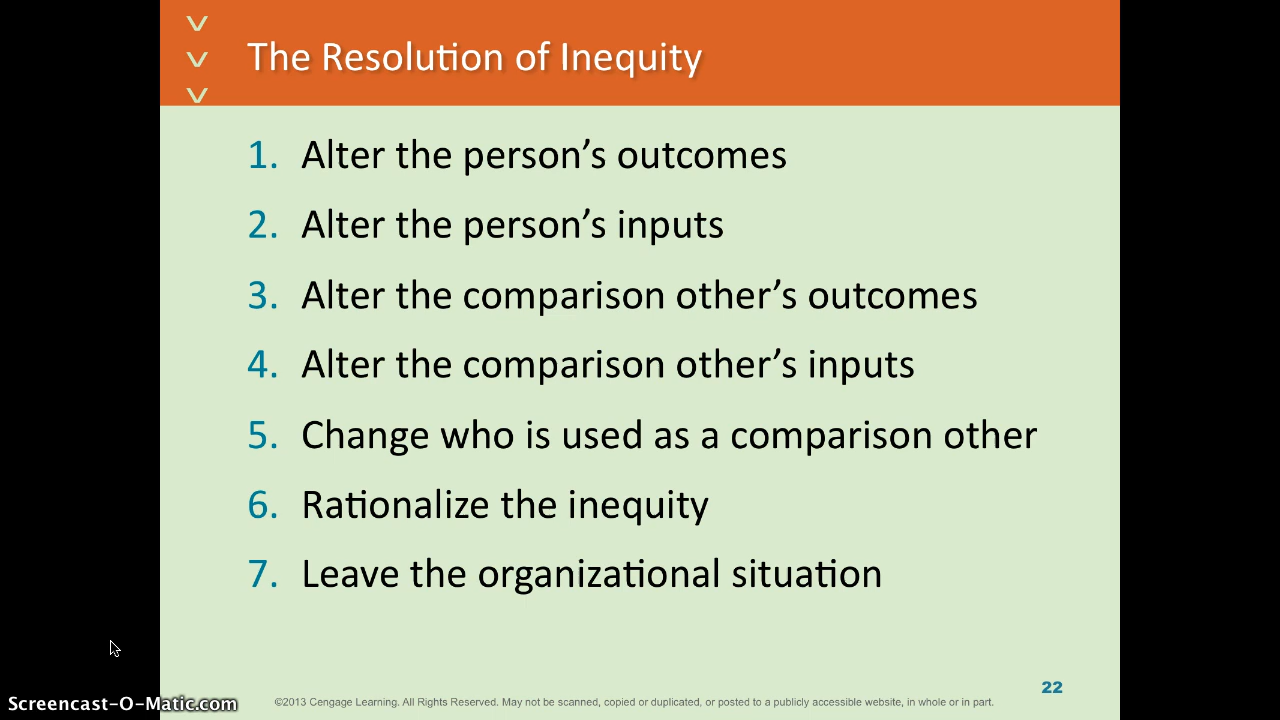 The Resolution of Inequity
1. Alter the person’s outcomes
2. Alter the person’s inputs
3. Alter the comparison other’s outcomes
4. Alter the comparison other’s inputs
5. Change who is used as a comparison other
6. Rationalize the inequity
7. Leave the organizational situation
22
Screencast-O-Matic.com
©2013 Cengage Learning. All Rights Reserved. May not be scanned, copied or duplicated, or posted to a publicly accessible website, in whole or in part.